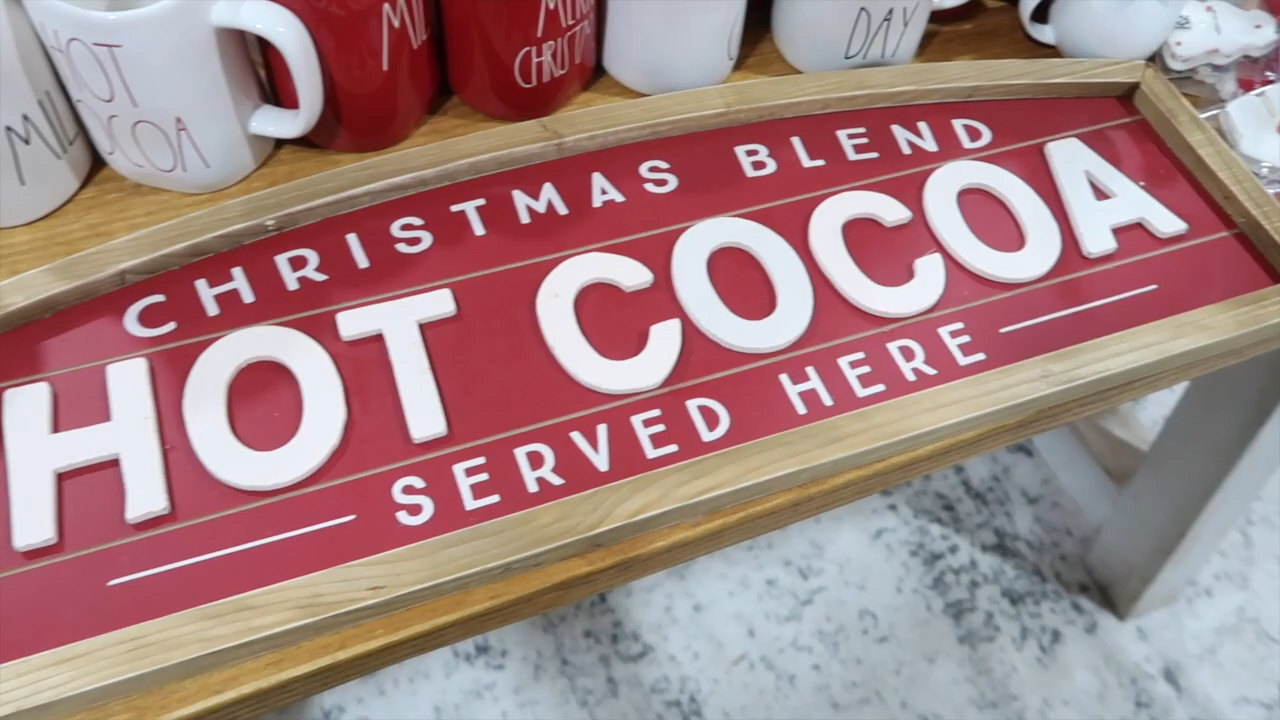 HOT
COCOA
DAY
CHRISTMAS BLEND
HOT COCOA
SERVED HERE